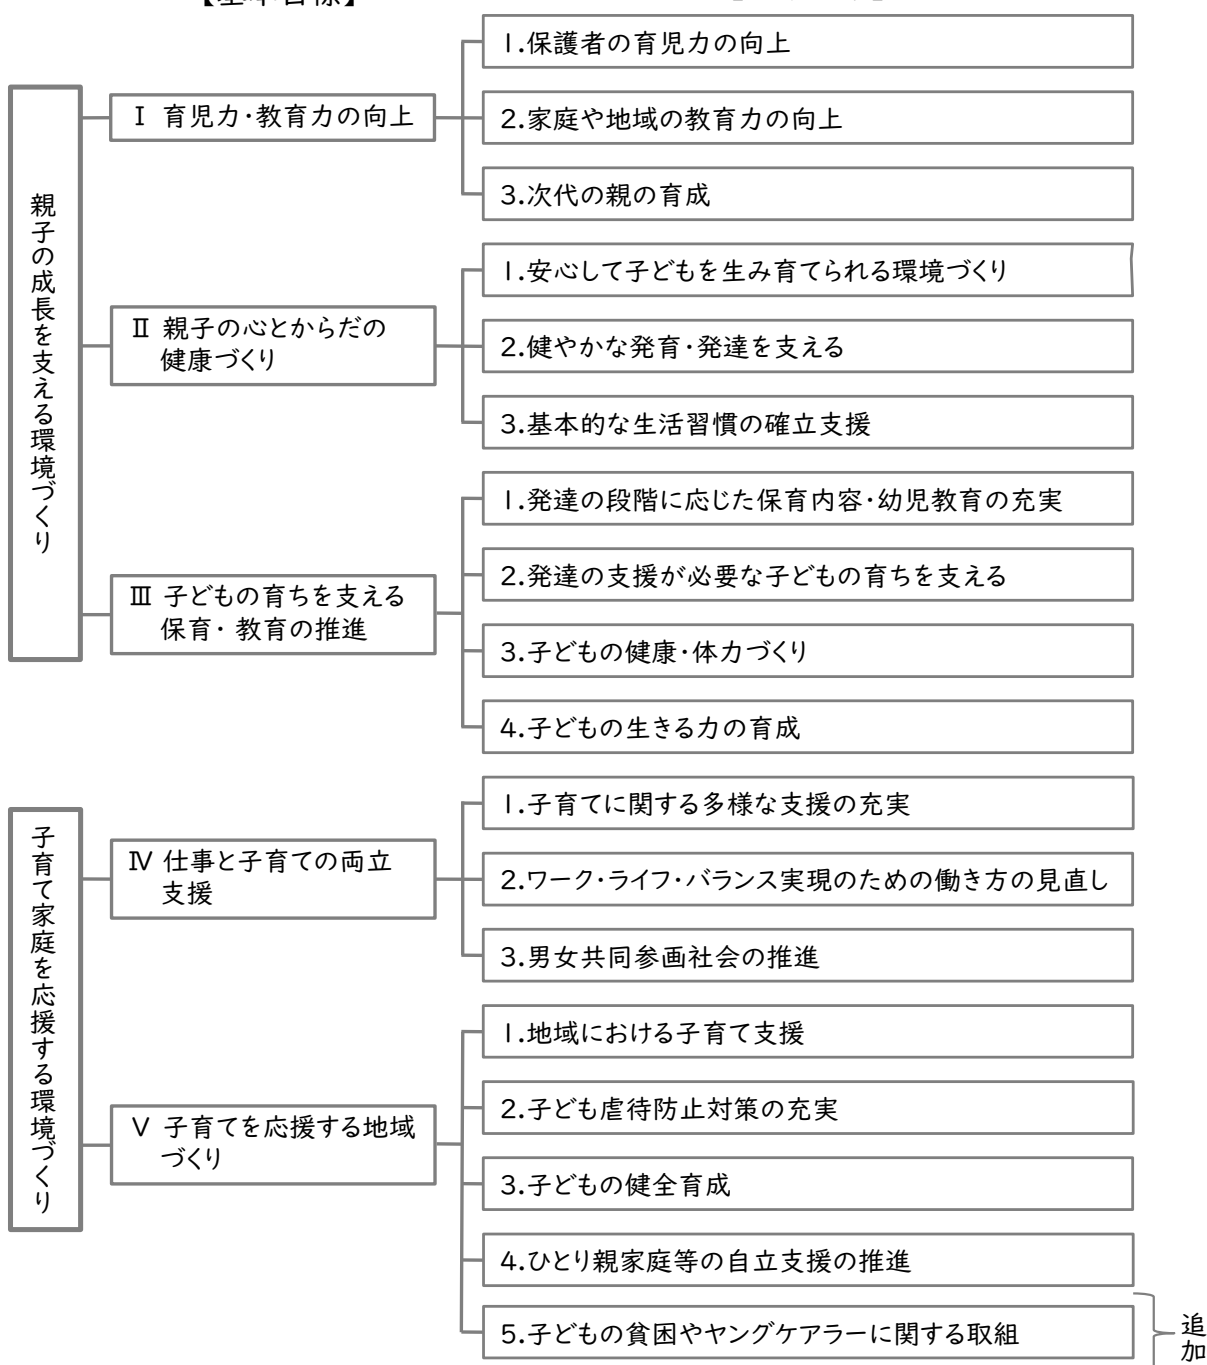 【基本目標】
1.保護者の育児力の向上
Ⅰ 育児力・教育力の向上
2.家庭や地域の教育力の向上
3.次代の親の育成
親子の成長を支える環境づくり
1.安心して子どもを生み育てられる環境づくり
Ⅱ 親子の心とからだの
健康づくり
2.健やかな発育・発達を支える
3.基本的な生活習慣の確立支援
1.発達の段階に応じた保育内容・幼児教育の充実
Ⅲ 子どもの育ちを支える
保育・ 教育の推進
2.発達の支援が必要な子どもの育ちを支える
3.子どもの健康・体力づくり
4.子どもの生きる力の育成
子育て家庭を応援する環境づくり
1.子育てに関する多様な支援の充実
Ⅳ 仕事と子育ての両立
支援
2.ワーク・ライフ・バランス実現のための働き方の見直し
3.男女共同参画社会の推進
1.地域における子育て支援
Ⅴ 子育てを応援する地域
づくり
2.子ども虐待防止対策の充実
3.子どもの健全育成
4.ひとり親家庭等の自立支援の推進
5.子どもの貧困やヤングケアラーに関する取組
追加